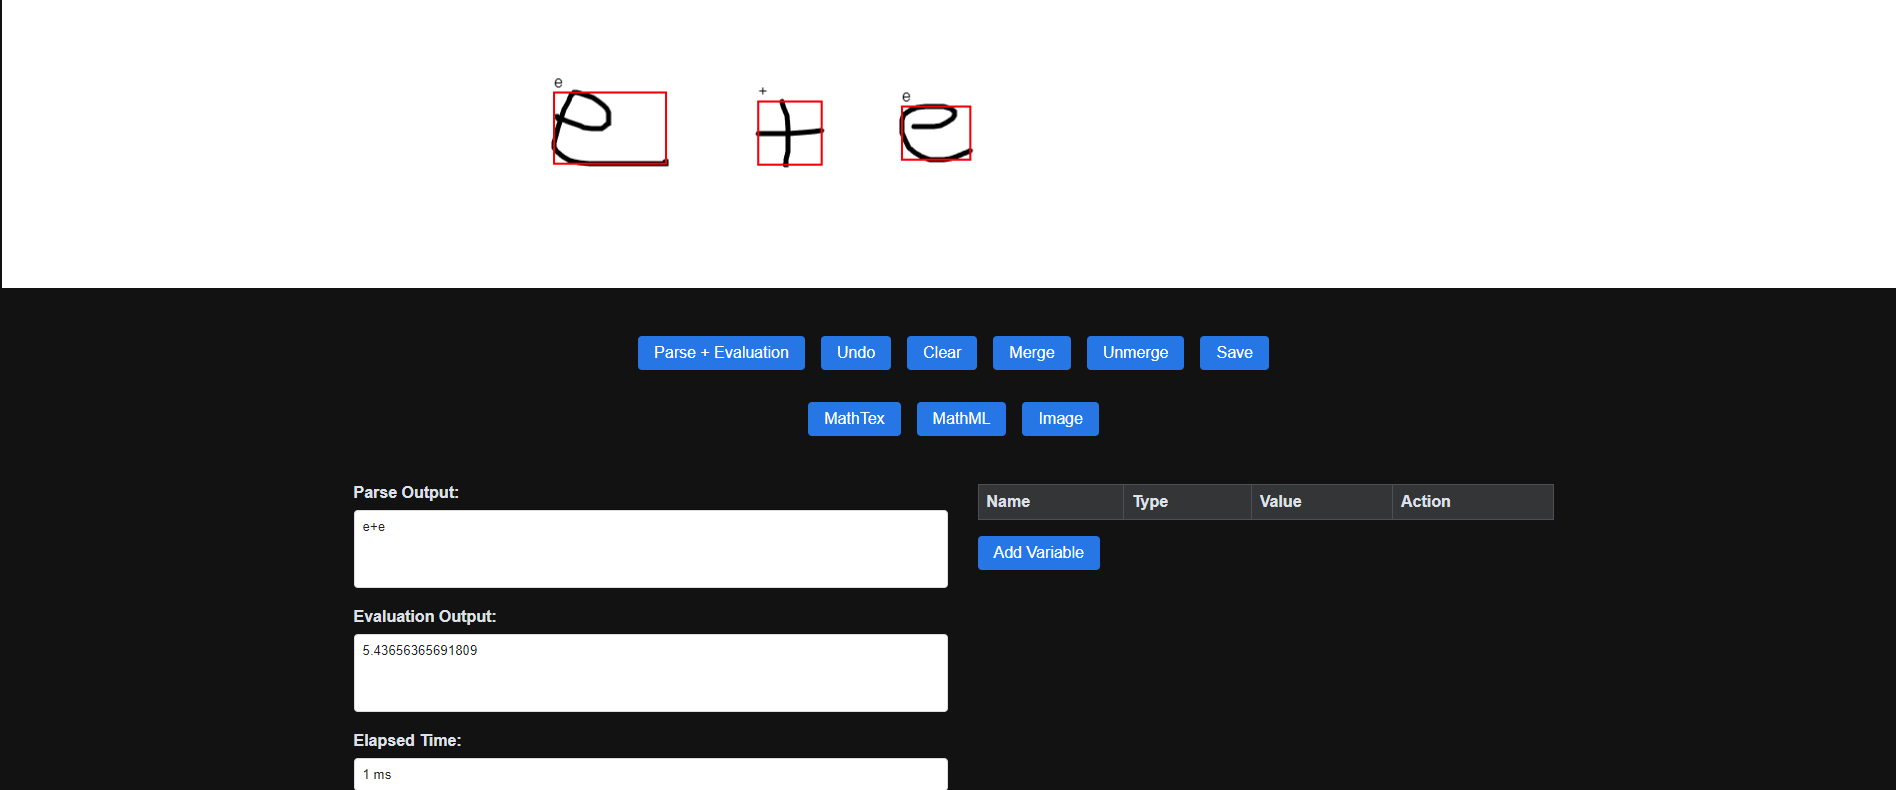 e + e
e + e
Parse + Evaluation Undo Clear Merge Unmerge Save
MathTex MathML Image
Parse Output:
e+e
Evaluation Output:
5.43656365691809
Elapsed Time:
1 ms
Name Type Value Action
Add Variable